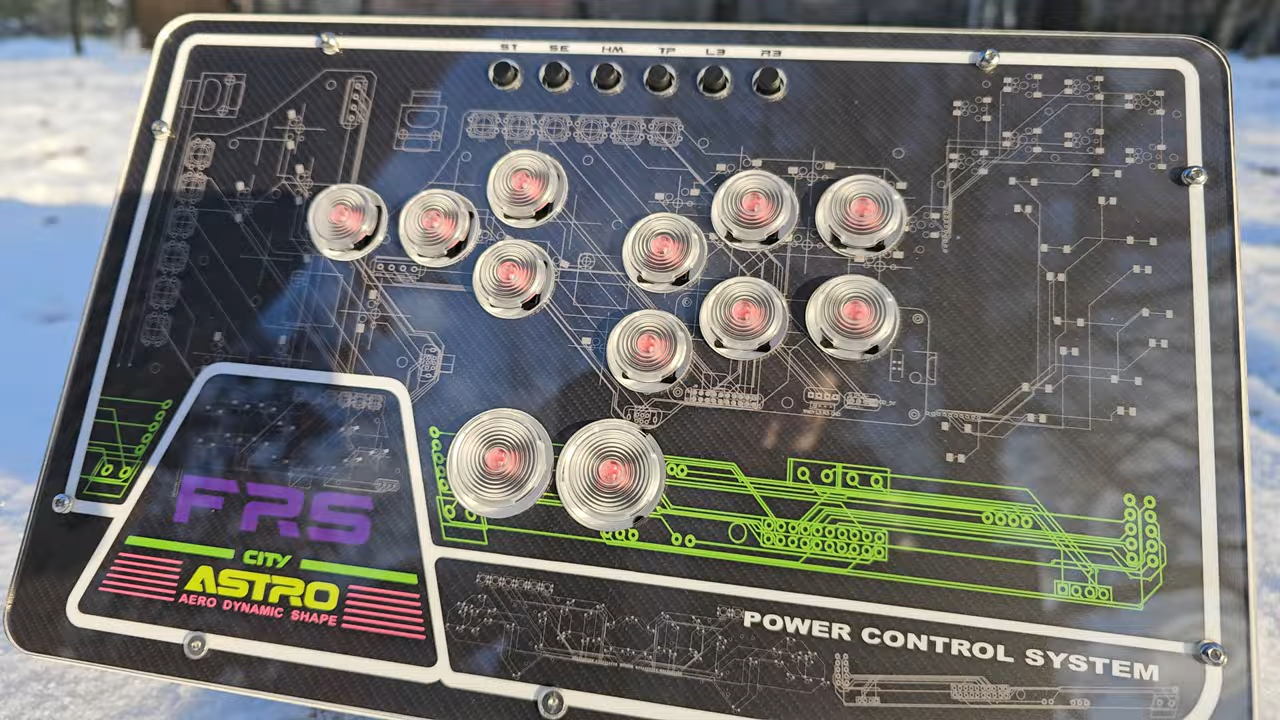 ST SE HM TP L3 R3
FRS
CITY
ASTRO
AERO DYNAMIC SHAPE
POWER CONTROL SYSTEM